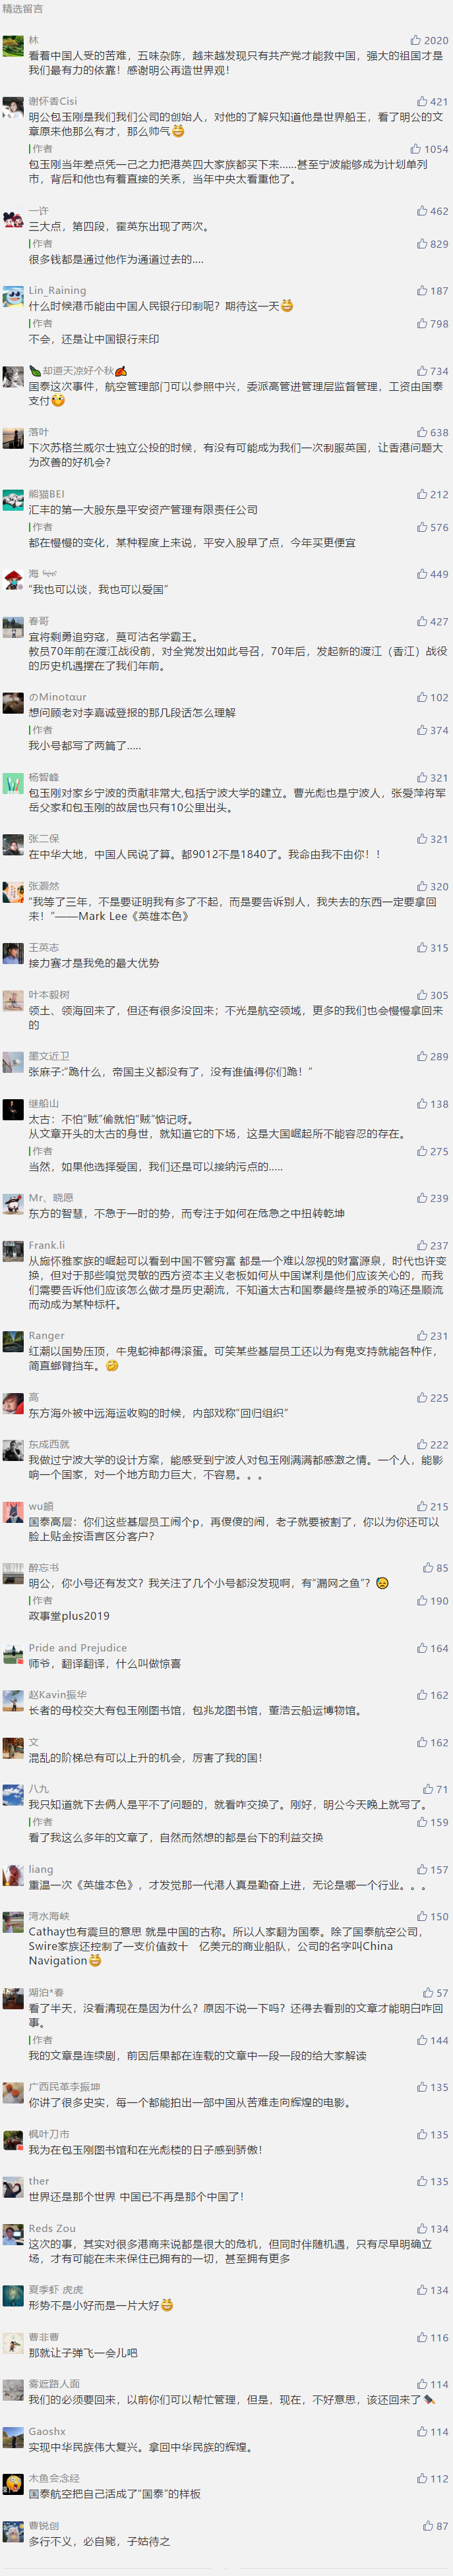 精选留言
林 2020
看着中国人受的苦难，五味杂陈，越来越发现只有共产党才能救中国，强大的祖国才是
我们最有力的依靠！感谢明公再造世界观！
谢怀香Cisi 421
明公包玉刚是我们我们公司的创始人，对他的了解只知道他是世界船王，看了明公的文
章原来他那么有才，那么帅气😆
作者 1054
包玉刚当年差点凭一己之力把港英四大家族都买下来……甚至宁波能够成为计划单列
市，背后和他也有着直接的关系，当年中央太看重他了。
一许 462
三大点，第四段，霍英东出现了两次。
作者 829
很多钱都是通过他作为通道过去的....
Lin_Raining 187
什么时候港币能由中国人民银行印制呢？期待这一天😆
作者 798
不会，还是让中国银行来印
却道天凉好个秋 734
国泰这次事件，航空管理部门可以参照中兴，委派高管进管理层监督管理，工资由国泰
支付
落叶 638
下次苏格兰威尔士独立公投的时候，有没有可能成为我们一次制服英国，让香港问题大
为改善的好机会？
熊猫BEI 212
汇丰的第一大股东是平安资产管理有限责任公司
作者 576
都在慢慢的变化，某种程度上来说，平安入股早了点，今年买更便宜
海 449
“我也可以谈，我也可以爱国”
春哥 427
宜将剩勇追穷寇，莫可沽名学霸王。
教员70年前在渡江战役前，对全党发出如此号召，70年后，发起新的渡江（香江）战役
的历史机遇摆在了我们年前。
のMinotαur 102
想问顾老对李嘉诚登报的那几段话怎么理解
作者 374
我小号都写了两篇了.....
杨智峰 321
包玉刚对家乡宁波的贡献非常大,包括宁波大学的建立。曹光彪也是宁波人，张爱萍将军
岳父家和包玉刚的故居也只有10公里出头。
张二保 321
在中华大地，中国人民说了算。都9012不是1840了。我命由我不由你！！
张灏然 320
“我等了三年，不是要证明我有多了不起，而是要告诉别人，我失去的东西一定要拿回
来！”——Mark Lee《英雄本色》
王英志 315
接力赛才是我兔的最大优势
叶本毅树 305
领土、领海回来了，但还有很多没回来；不光是航空领域，更多的我们也会慢慢拿回来
的
墨文近卫 289
张麻子:“跪什么，帝国主义都没有了，没有谁值得你们跪！”
继船山 138
太古：不怕“贼”偷就怕“贼”惦记呀。
从文章开头的太古的身世，就知道它的下场，这是大国崛起所不能容忍的存在。
作者 275
当然，如果他选择爱国，我们还是可以接纳污点的.....
Mr、晓愿 239
东方的智慧，不急于一时的势，而专注于如何在危急之中扭转乾坤
Frank.li 237
从施怀雅家族的崛起可以看到中国不管穷富 都是一个难以忽视的财富源泉，时代也许变
换，但对于那些嗅觉灵敏的西方资本主义老板如何从中国谋利是他们应该关心的，而我
们需要告诉他们应该怎么做才是历史潮流，不知道太古和国泰最终是被杀的鸡还是顺流
而动成为某种标杆。
Ranger 231
红潮以国势压顶，牛鬼蛇神都得滚蛋。可笑某些基层员工还以为有鬼支持就能各种作，
简直螂臂挡车。
高 225
东方海外被中远海运收购的时候，内部戏称“回归组织”
东成西就 222
我做过宁波大学的设计方案，能感受到宁波人对包玉刚满满都感激之情。一个人，能影
响一个国家，对一个地方助力巨大，不容易。。。
215
国泰高层：你们这些基层员工闹个p，再傻傻的闹，老子就要被割了，你以为你还可以
脸上贴金按语言区分客户？
醉忘书 85
明公，你小号还有发文？我关注了几个小号都没发现啊，有“漏网之鱼”？😓
作者 190
政事堂plus2019
Pride and Prejudice 164
师爷，翻译翻译，什么叫做惊喜
赵Kavin振华 162
长者的母校交大有包玉刚图书馆，包兆龙图书馆，董浩云船运博物馆。
文 162
混乱的阶梯总有可以上升的机会，厉害了我的国！
八九 71
我只知道就下去俩人是平不了问题的，就看咋交换了。刚好，明公今天晚上就写了。
作者 159
看了我这么多年的文章了，自然而然想的都是台下的利益交换
liang 157
重温一次《英雄本色》，才发觉那一代港人真是勤奋上进，无论是哪一个行业。。。
湾水海峡 150
Cathay也有震旦的意思 就是中国的古称。所以人家翻为国泰。除了国泰航空公司，
Swire家族还控制了一支价值数十　亿美元的商业船队，公司的名字叫China
Navigation😆
湖泊*春 57
看了半天，没看清现在是因为什么？原因不说一下吗？还得去看别的文章才能明白咋回
事。
作者 144
我的文章是连续剧，前因后果都在连载的文章中一段一段的给大家解读
广西民革李振坤 135
你讲了很多史实，每一个都能拍出一部中国从苦难走向辉煌的电影。
枫叶刀市 135
我为在包玉刚图书馆和在光彪楼的日子感到骄傲！
ther 135
世界还是那个世界 中国已不再是那个中国了！
Reds Zou 134
这次的事，其实对很多港商来说都是很大的危机，但同时伴随机遇，只有尽早明确立
场，才有可能在未来保住已拥有的一切，甚至拥有更多
夏季虾 虎虎 134
形势不是小好而是一片大好😆
曹非曹 116
那就让子弹飞一会儿吧
雾遮路人面 114
我们的必须要回来，以前你们可以帮忙管理，但是，现在，不好意思，该还回来了
Gaoshx 114
实现中华民族伟大复兴。拿回中华民族的辉煌。
木鱼会念经 112
国泰航空把自己活成了“国泰”的样板
曹锐创 87
多行不义，必自毙，子姑待之